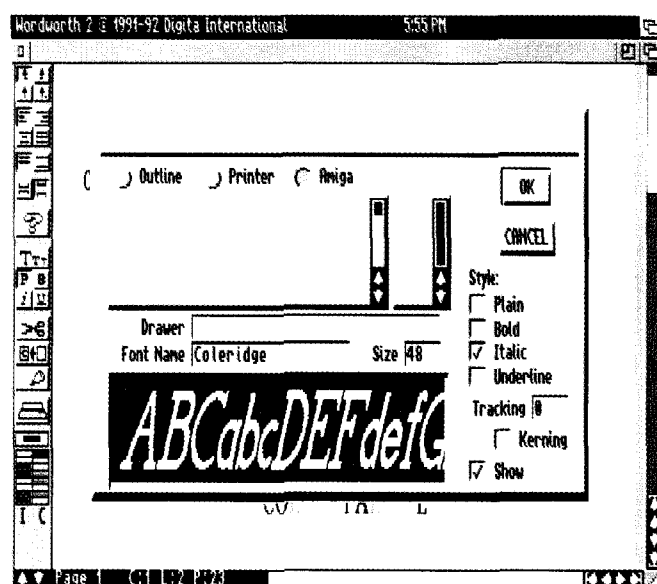 Wordworth 2 © 1991-92 Digita International 5:55 PM
Outline Printer Amiga
OK
CANCEL
Style:
Plain
Bold
Italic
Underline
Drawer
Font Name Coleridge Size 48
Tracking 0
Kerning
Show
ABCabcDEFdefG
Page 1